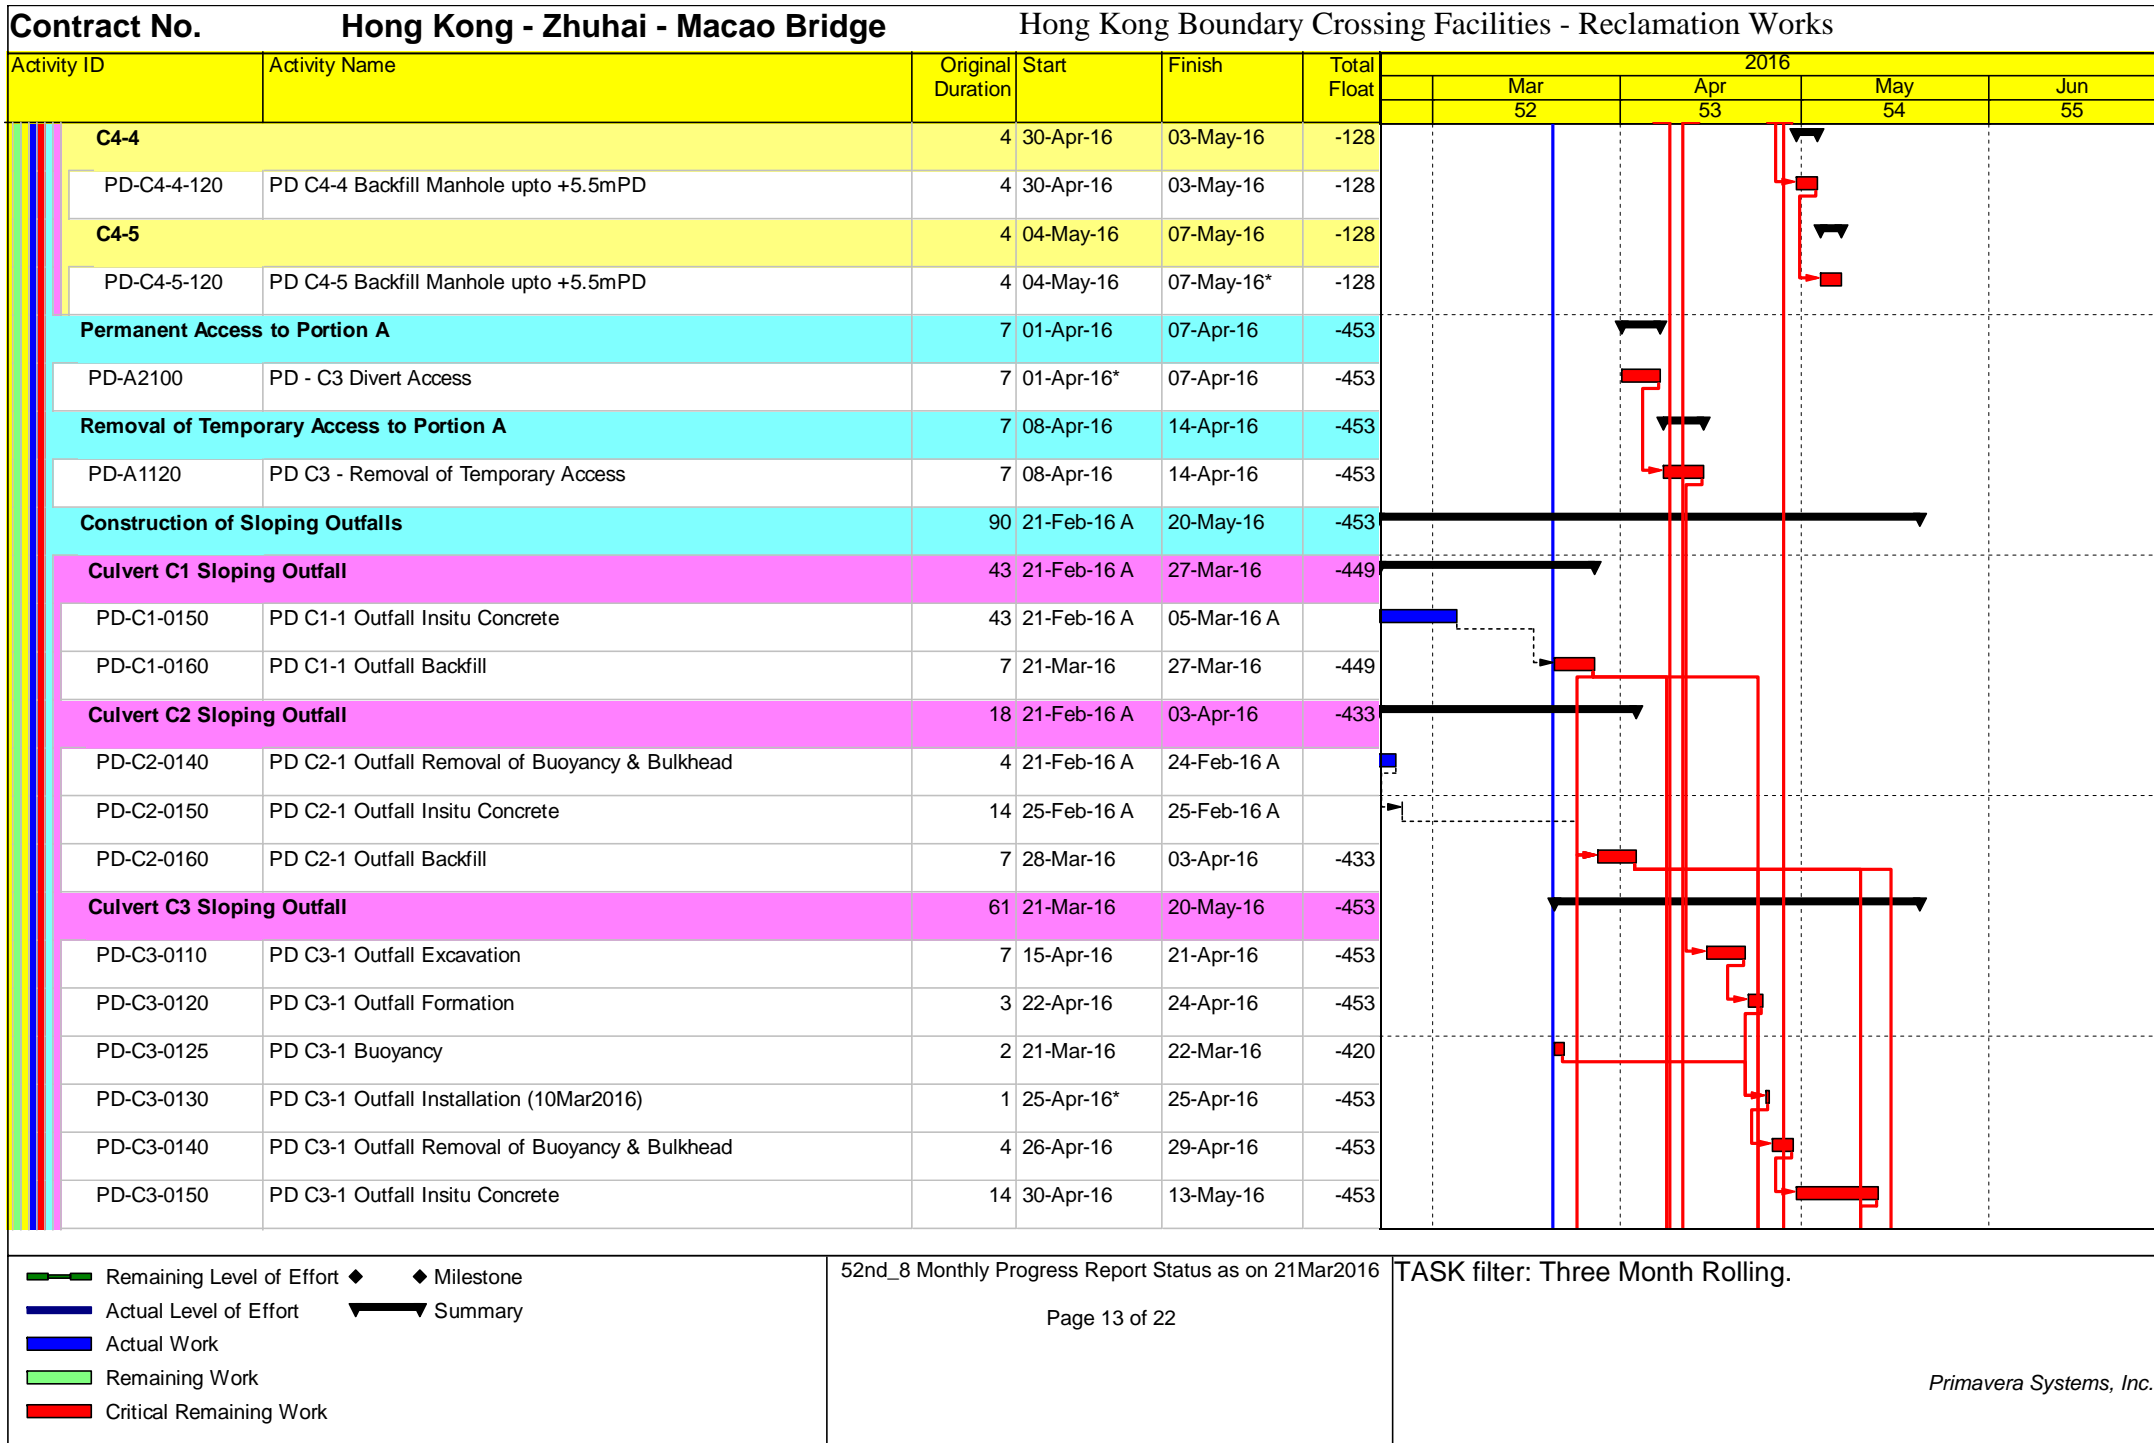 Contract No. Hong Kong - Zhuhai - Macao Bridge Hong Kong Boundary Crossing Facilities - Reclamation Works
Activity ID Activity Name Original Start Finish Total 2016
Duration Float Mar Apr May Jun
52 53 54 55
C4-4 4 30-Apr-16 03-May-16 -128
PD-C4-4-120 PD C4-4 Backfill Manhole upto +5.5mPD 4 30-Apr-16 03-May-16 -128
C4-5 4 04-May-16 07-May-16 -128
PD-C4-5-120 PD C4-5 Backfill Manhole upto +5.5mPD 4 04-May-16 07-May-16* -128
Permanent Access to Portion A 7 01-Apr-16 07-Apr-16 -453
PD-A2100 PD - C3 Divert Access 7 01-Apr-16* 07-Apr-16 -453
Removal of Temporary Access to Portion A 7 08-Apr-16 14-Apr-16 -453
PD-A1120 PD C3 - Removal of Temporary Access 7 08-Apr-16 14-Apr-16 -453
Construction of Sloping Outfalls 90 21-Feb-16 A 20-May-16 -453
Culvert C1 Sloping Outfall 43 21-Feb-16 A 27-Mar-16 -449
PD-C1-0150 PD C1-1 Outfall Insitu Concrete 43 21-Feb-16 A 05-Mar-16 A
PD-C1-0160 PD C1-1 Outfall Backfill 7 21-Mar-16 27-Mar-16 -449
Culvert C2 Sloping Outfall 18 21-Feb-16 A 03-Apr-16 -433
PD-C2-0140 PD C2-1 Outfall Removal of Buoyancy & Bulkhead 4 21-Feb-16 A 24-Feb-16 A
PD-C2-0150 PD C2-1 Outfall Insitu Concrete 14 25-Feb-16 A 25-Feb-16 A
PD-C2-0160 PD C2-1 Outfall Backfill 7 28-Mar-16 03-Apr-16 -433
Culvert C3 Sloping Outfall 61 21-Mar-16 20-May-16 -453
PD-C3-0110 PD C3-1 Outfall Excavation 7 15-Apr-16 21-Apr-16 -453
PD-C3-0120 PD C3-1 Outfall Formation 3 22-Apr-16 24-Apr-16 -453
PD-C3-0125 PD C3-1 Buoyancy 2 21-Mar-16 22-Mar-16 -420
PD-C3-0130 PD C3-1 Outfall Installation (10Mar2016) 1 25-Apr-16* 25-Apr-16 -453
PD-C3-0140 PD C3-1 Outfall Removal of Buoyancy & Bulkhead 4 26-Apr-16 29-Apr-16 -453
PD-C3-0150 PD C3-1 Outfall Insitu Concrete 14 30-Apr-16 13-May-16 -453
Remaining Level of Effort Milestone
Actual Level of Effort Summary
Actual Work
Remaining Work
Critical Remaining Work
52nd_8 Monthly Progress Report Status as on 21Mar2016
Page 13 of 22
TASK filter: Three Month Rolling.
Primavera Systems, Inc.